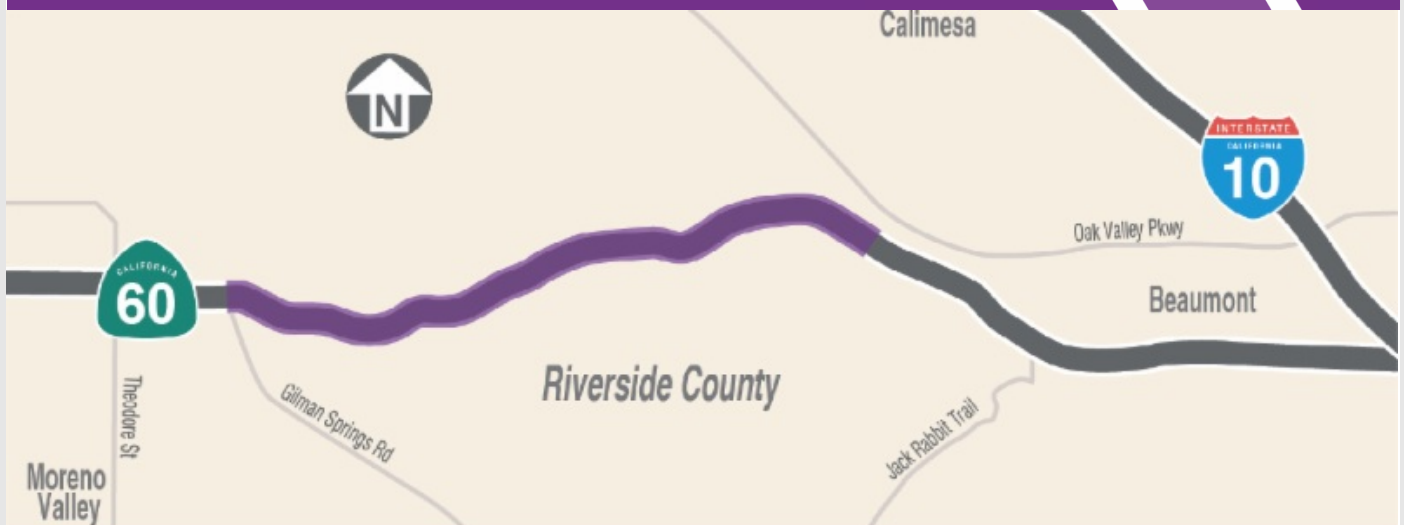 Calimesa
N
INTERSTATE
CALIFORNIA
10
Oak Valley Pkwy
CALIFORNIA
60
Beaumont
Riverside County
Theodore St
Gilman Springs Rd
Jack Rabbit Trail
Moreno
Valley